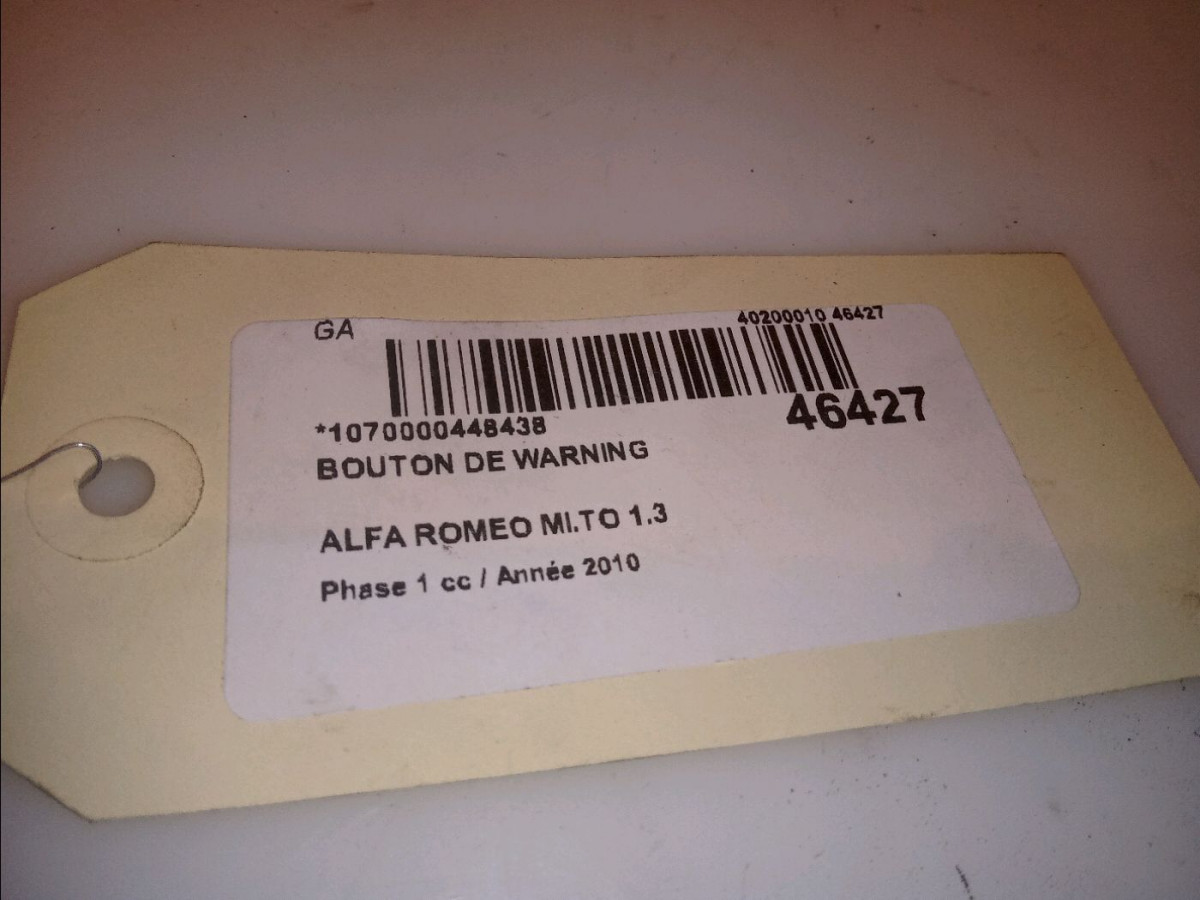 GA
40200010 46427
46427
*1070000448438
BOUTON DE WARNING
ALFA ROMEO MI.TO 1.3
Phase 1 cc / Année 2010